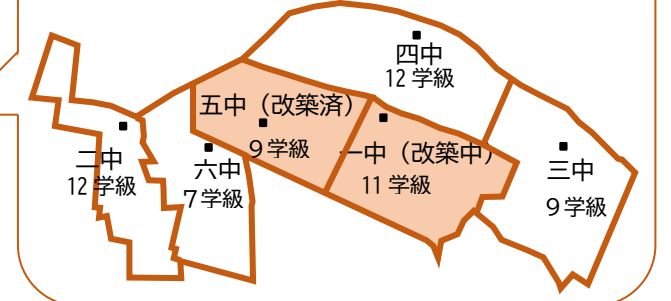 四中
12 学級
五中（改築済）
９学級
一中（改築中）
11 学級
三中
９学級
二中
12 学級
六中
７学級